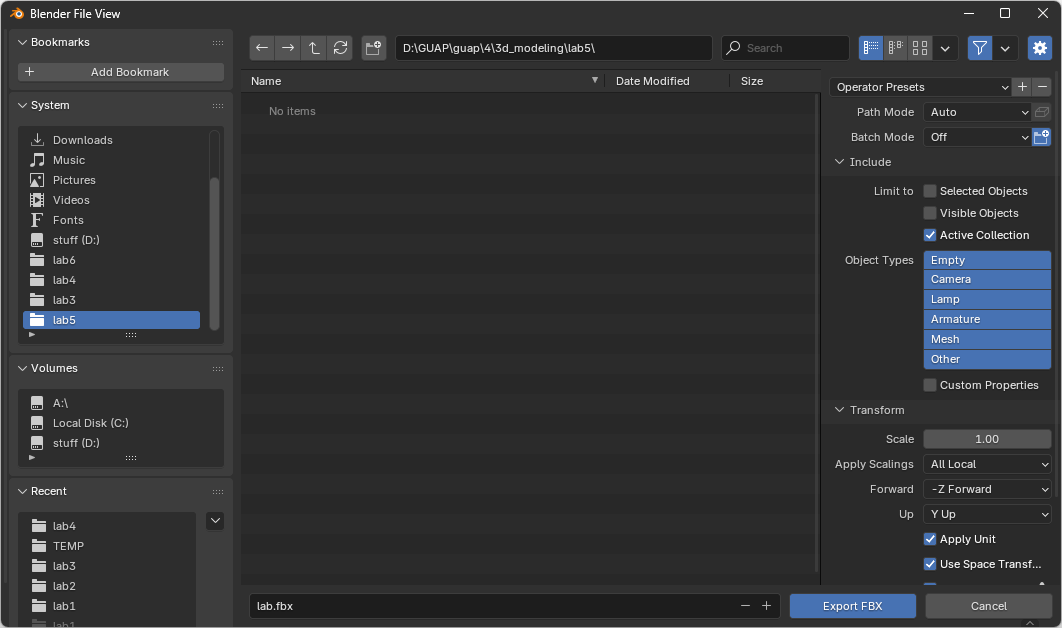 Blender File View
Bookmarks
Add Bookmark
System
Downloads
Music
Pictures
Videos
Fonts
stuff (D:)
lab6
lab4
lab3
lab5
Volumes
A:\
Local Disk (C:)
stuff (D:)
Recent
lab4
TEMP
lab3
lab2
lab1
lab1
D:\GUAP\guap\4\3d_modeling\lab5\
Search
Name Date Modified Size
No items
Operator Presets
Path Mode Auto
Batch Mode Off
Include
Limit to Selected Objects
Visible Objects
Active Collection
Object Types Empty
Camera
Lamp
Armature
Mesh
Other
Custom Properties
Transform
Scale 1.00
Apply Scalings All Local
Forward -Z Forward
Up Y Up
Apply Unit
Use Space Transf...
lab.fbx
Export FBX
Cancel